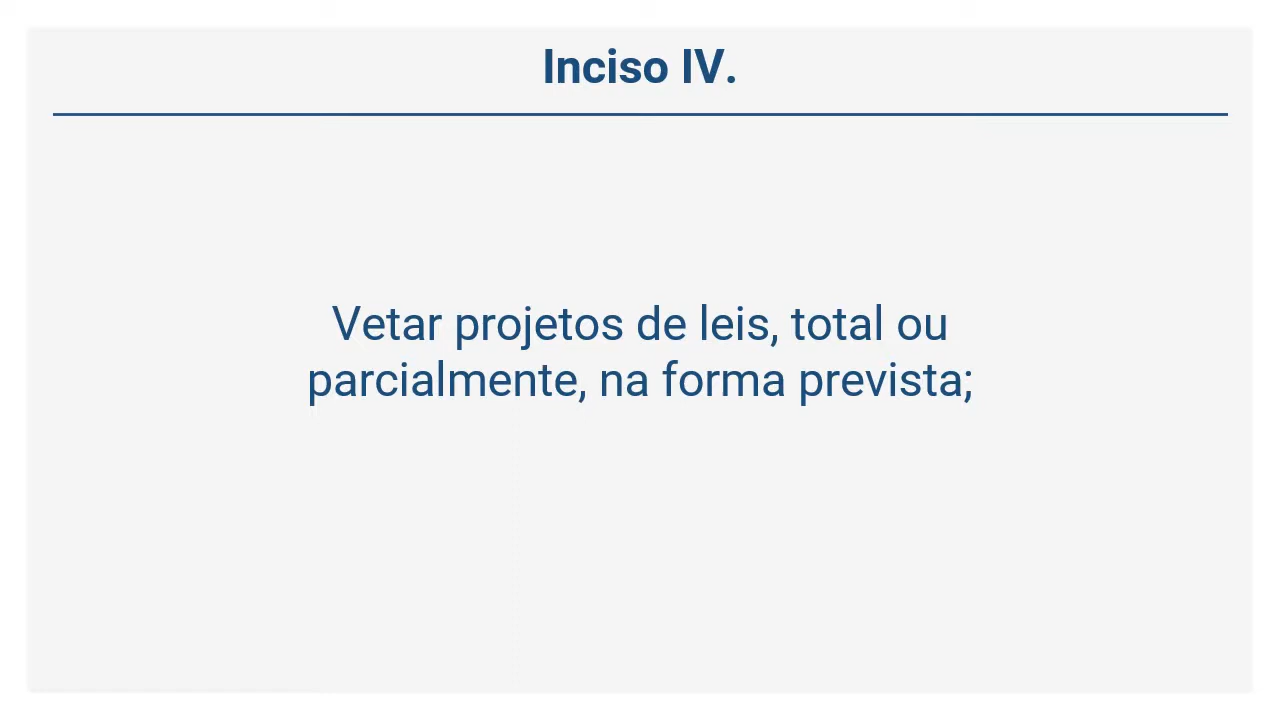 Inciso IV.
Vetar projetos de leis, total ou
parcialmente, na forma prevista;